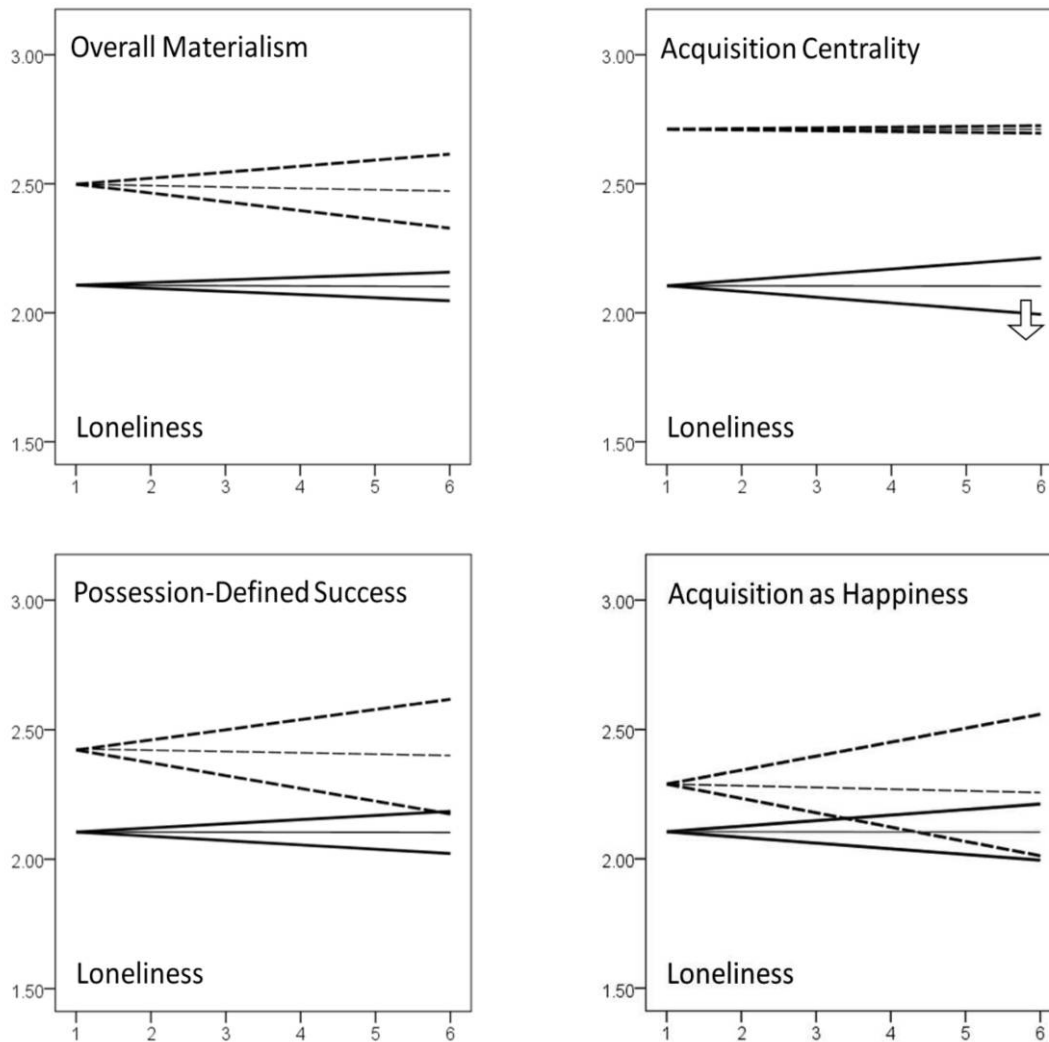 Overall Materialism
3.00
2.50
2.00
1.50
Loneliness
1 2 3 4 5 6
Acquisition Centrality
3.00
2.50
2.00
1.50
Loneliness
1 2 3 4 5 6
Possession-Defined Success
3.00
2.50
2.00
1.50
Loneliness
1 2 3 4 5 6
Acquisition as Happiness
3.00
2.50
2.00
1.50
Loneliness
1 2 3 4 5 6